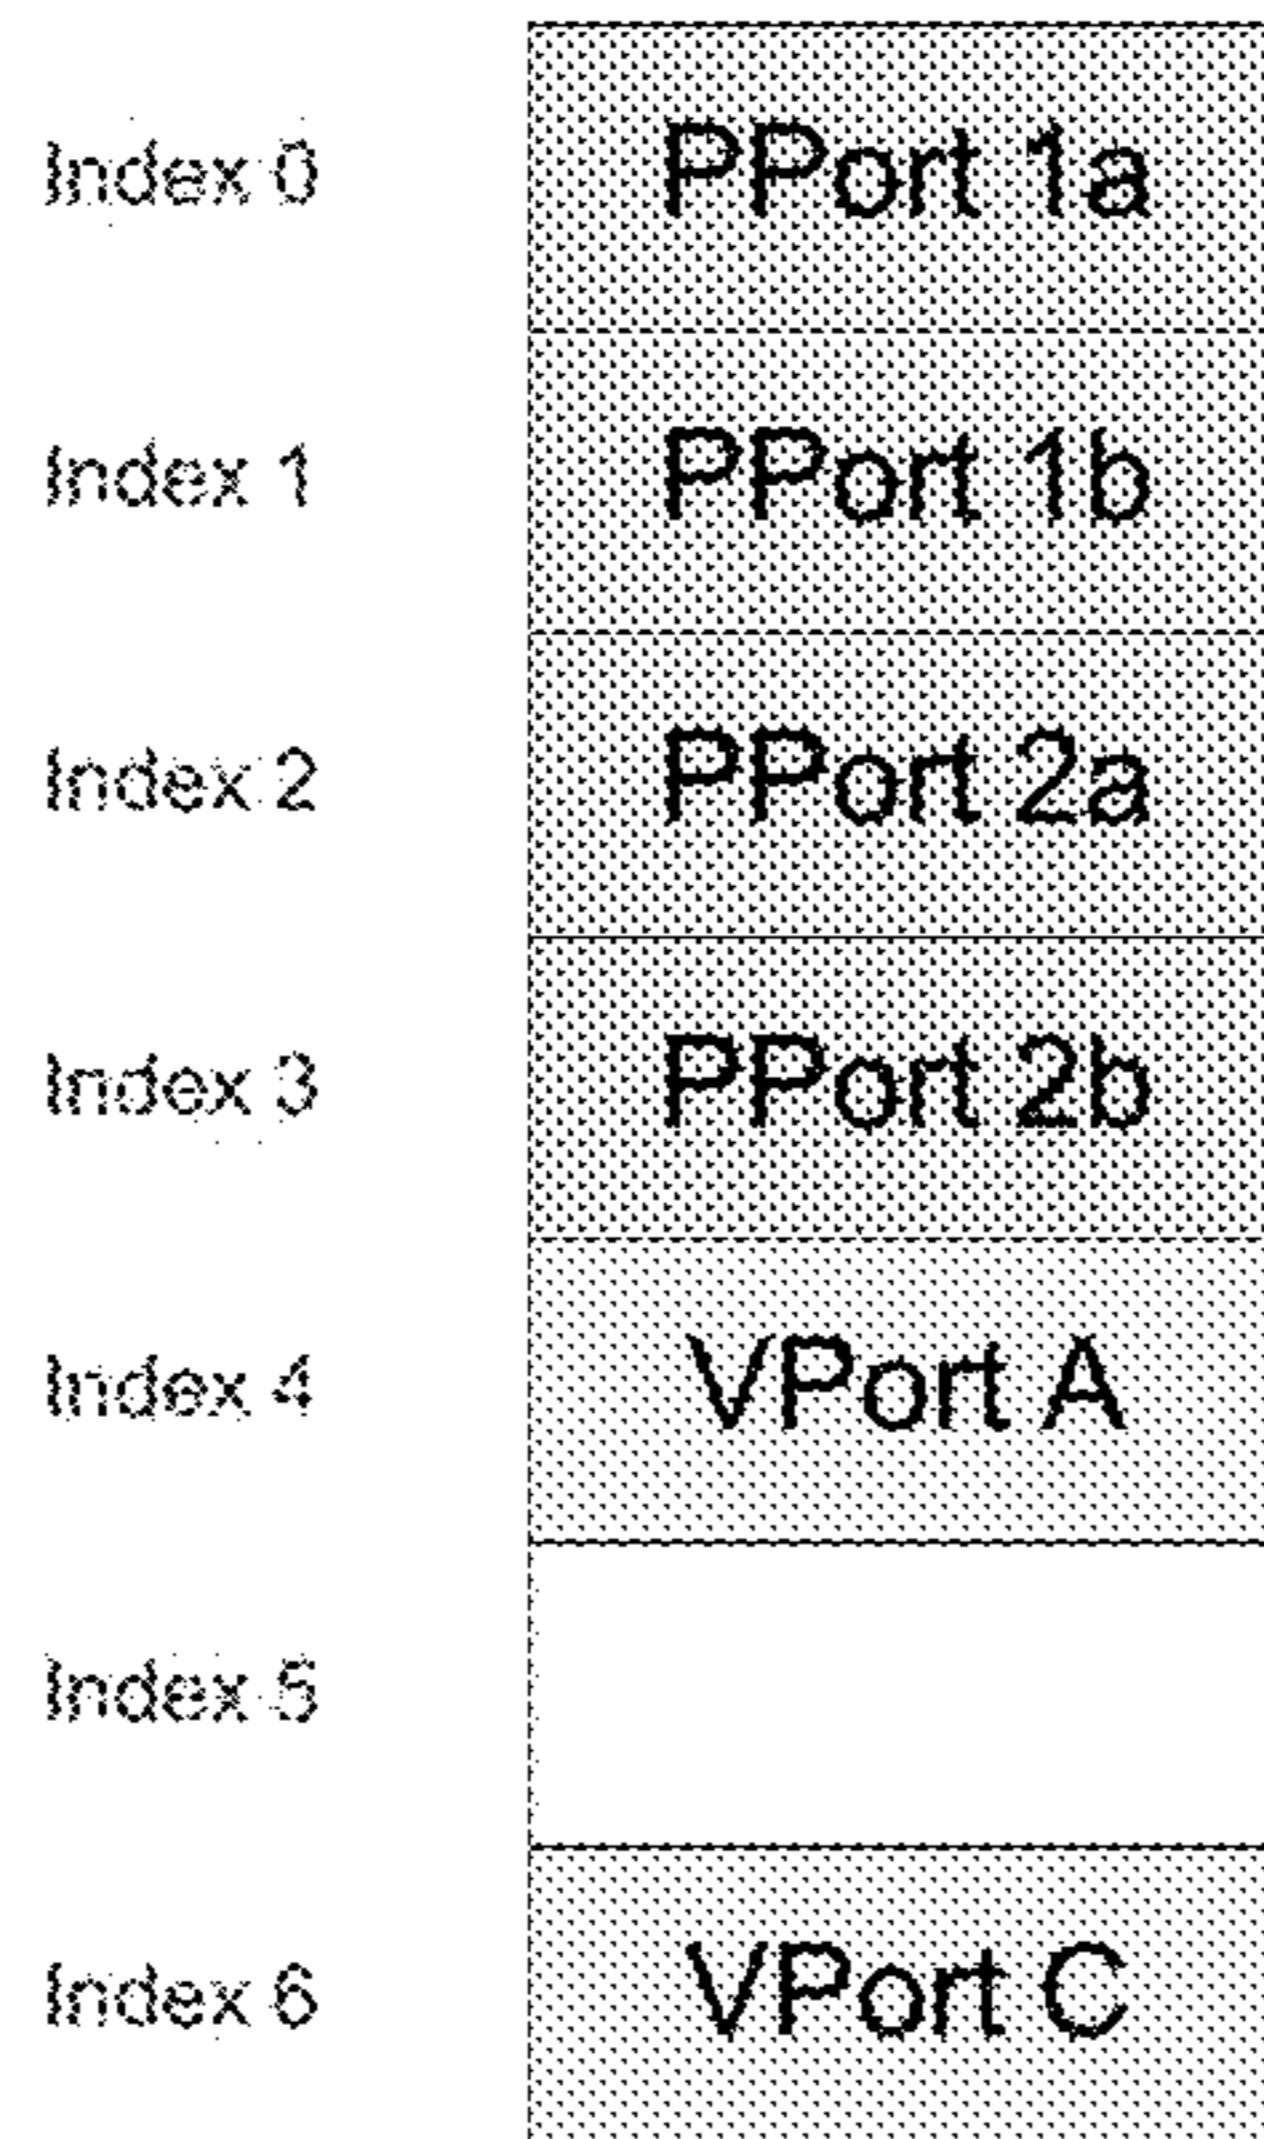 Index 0 PPort 1a
Index 1 PPort 1b
Index 2 PPort 2a
Index 3 PPort 2b
Index 4 VPort A
Index 5
Index 6 VPort C